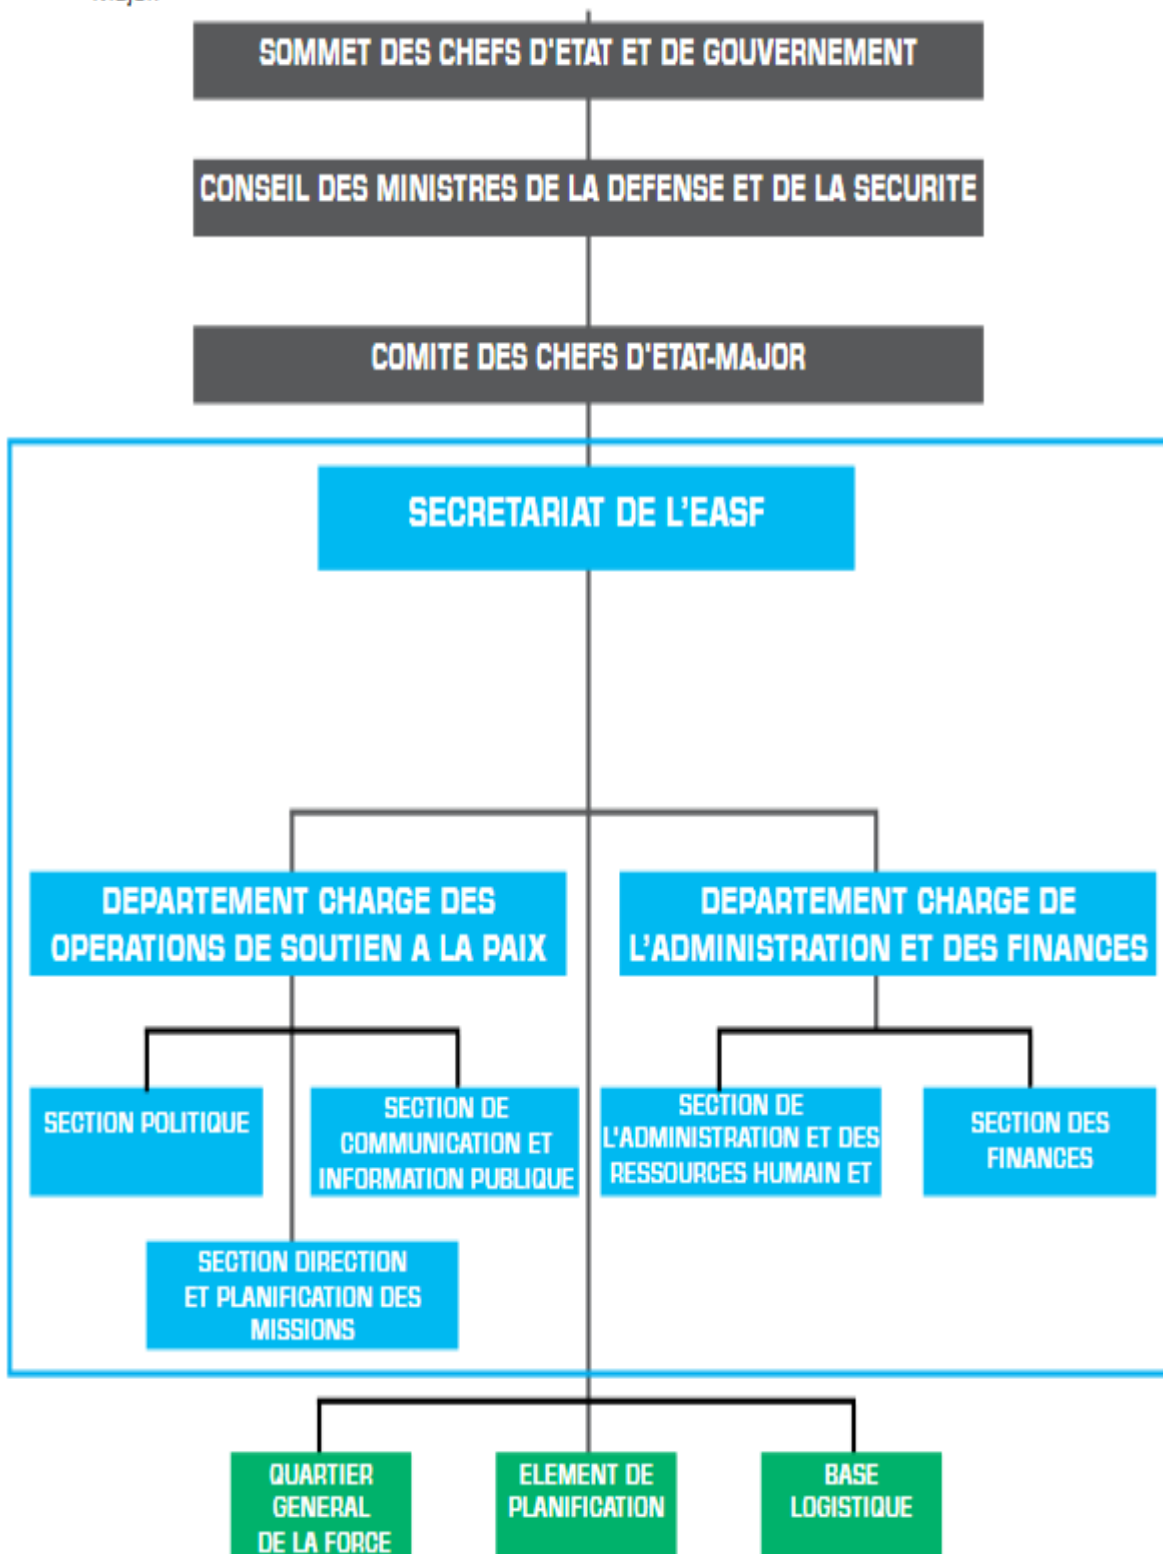 SOMMET DES CHEFS D'ETAT ET DE GOUVERNEMENT
CONSEIL DES MINISTRES DE LA DEFENSE ET DE LA SECURITE
COMITE DES CHEFS D'ETAT-MAJOR
SECRETARIAT DE L'EASF
DEPARTEMENT CHARGE DES
OPERATIONS DE SOUTIEN A LA PAIX
DEPARTEMENT CHARGE DE
L'ADMINISTRATION ET DES FINANCES
SECTION POLITIQUE
SECTION DE
COMMUNICATION ET
INFORMATION PUBLIQUE
SECTION DE
L'ADMINISTRATION ET DES
RESSOURCES HUMAIN ET
SECTION DES
FINANCES
SECTION DIRECTION
ET PLANIFICATION DES
MISSIONS
QUARTIER
GENERAL
DE LA FORCE
ELEMENT DE
PLANIFICATION
BASE
LOGISTIQUE